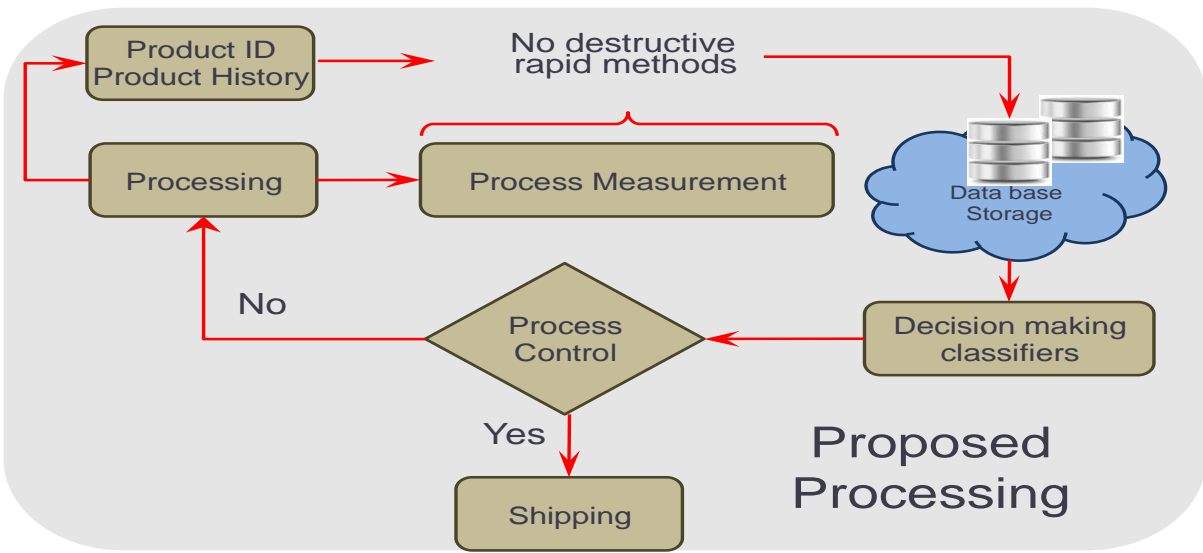 Product ID
Product History
No destructive
rapid methods
Processing
Process Measurement
Data base
Storage
No
Process
Control
Decision making
classifiers
Yes
Shipping
Proposed
Processing